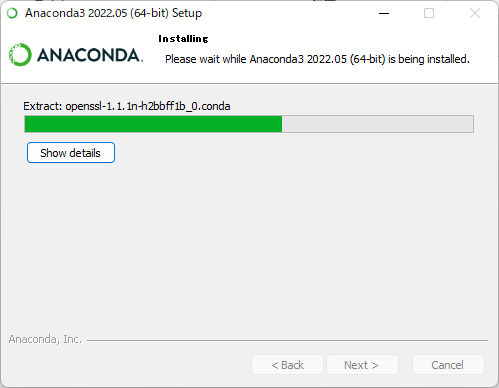 Anaconda3 2022.05 (64-bit) Setup
Installing
Please wait while Anaconda3 2022.05 (64-bit) is being installed.
ANACONDA.
Extract: openssl-1.1.1n-h2bbff1b_0.conda
Show details
Anaconda, Inc.
< Back
Next >
Cancel